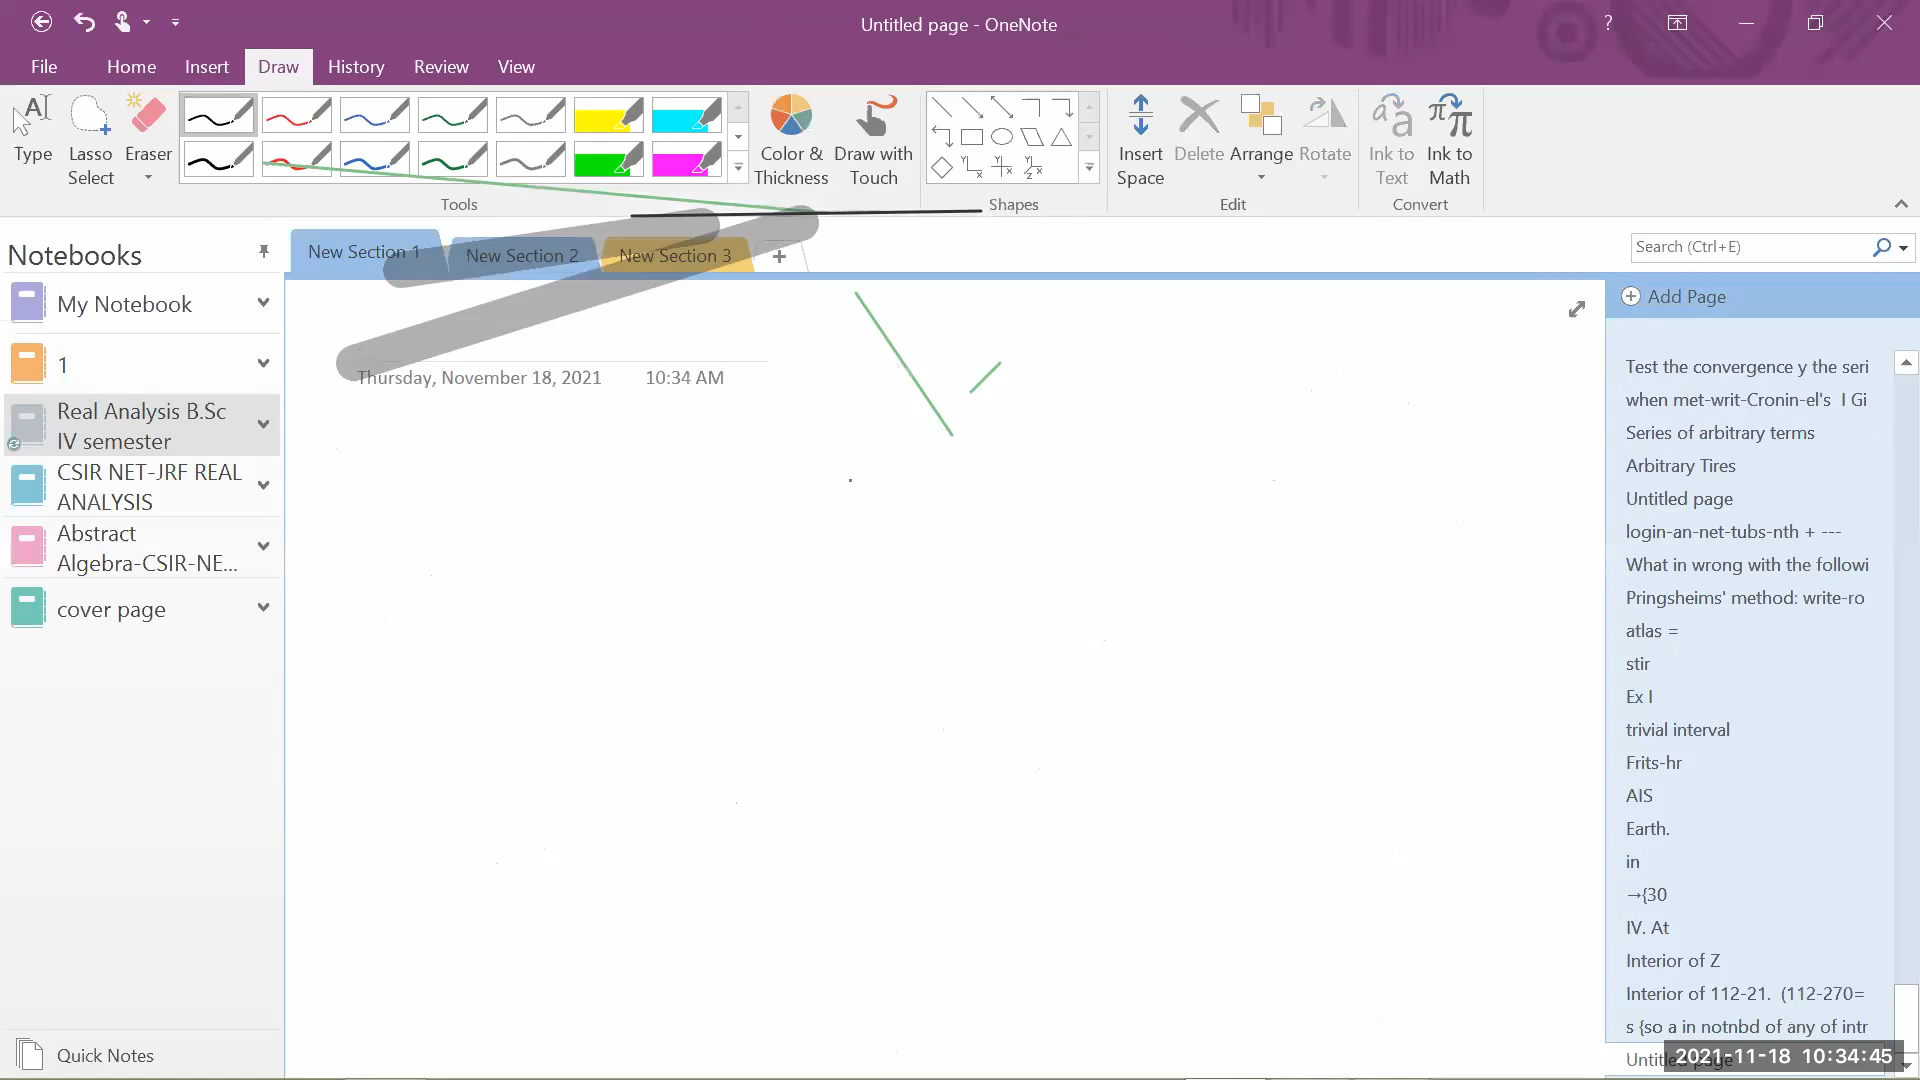 Untitled page - OneNote
?
File Home Insert Draw History Review View
Type
Lasso Select
Eraser
Color & Thickness
Draw with Touch
Insert Space
Delete
Arrange
Rotate
Ink to Text
Ink to Math
Tools
Shapes
Edit
Convert
Notebooks
New Section 1
New Section 2
New Section 3
Search (Ctrl+E)
My Notebook
1
Real Analysis B.Sc
IV semester
CSIR NET-JRF REAL
ANALYSIS
Abstract
Algebra-CSIR-NE...
cover page
Quick Notes
Thursday, November 18, 2021 10:34 AM
Add Page
Test the convergence y the seri
when met-writ-Cronin-el's I Gi
Series of arbitrary terms
Arbitrary Tires
Untitled page
login-an-net-tubs-nth + ---
What in wrong with the followi
Pringsheims' method: write-ro
atlas =
stir
Ex I
trivial interval
Frits-hr
AIS
Earth.
in
→{30
IV. At
Interior of Z
Interior of 112-21. (112-270=
s {so a in notnbd of any of intr
Untitled page
2021-11-18 10:34:45